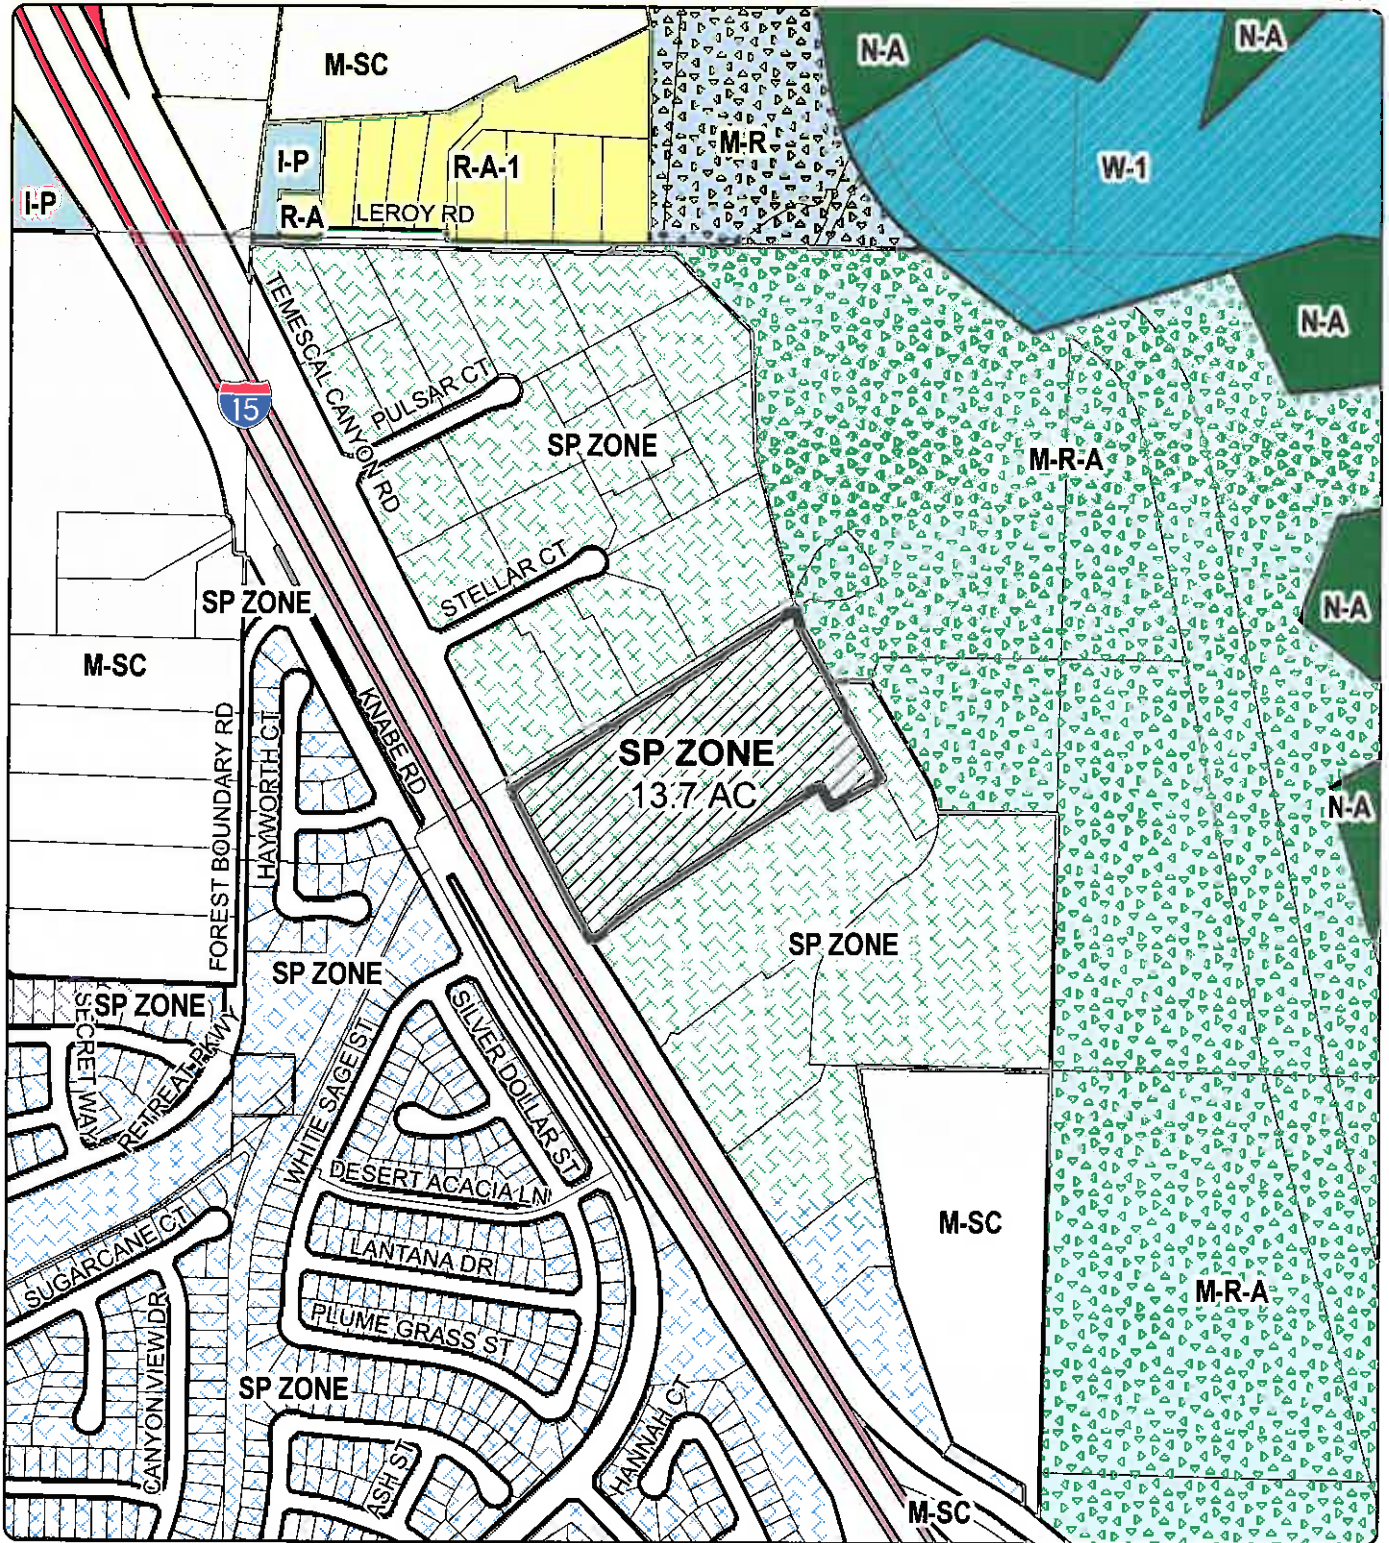 N-A
N-A
M-SC
M-R
I-P
R-A-1
W-1
I-P
R-A
LEROY RD
TEMESCAL CANYON RD
N-A
PULSAR CT
15
SP ZONE
M-R-A
STELLAR CT
SP ZONE
N-A
M-SC
KNABE RD
FOREST BOUNDARY RD
HAYWORTH CT
SP ZONE
13.7 AC
N-A
SP ZONE
SP ZONE
SP ZONE
SECRET WAY
RETREAT PKWY
WHITE SAGE ST
SILVER DOLLAR ST
DESERT ACACIA LN
SUGARCANE CT
LANTANA DR
M-SC
CANYON VIEW DR
PLUME GRASS ST
M-R-A
SP ZONE
HANNAH CT
ASH ST
M-SC